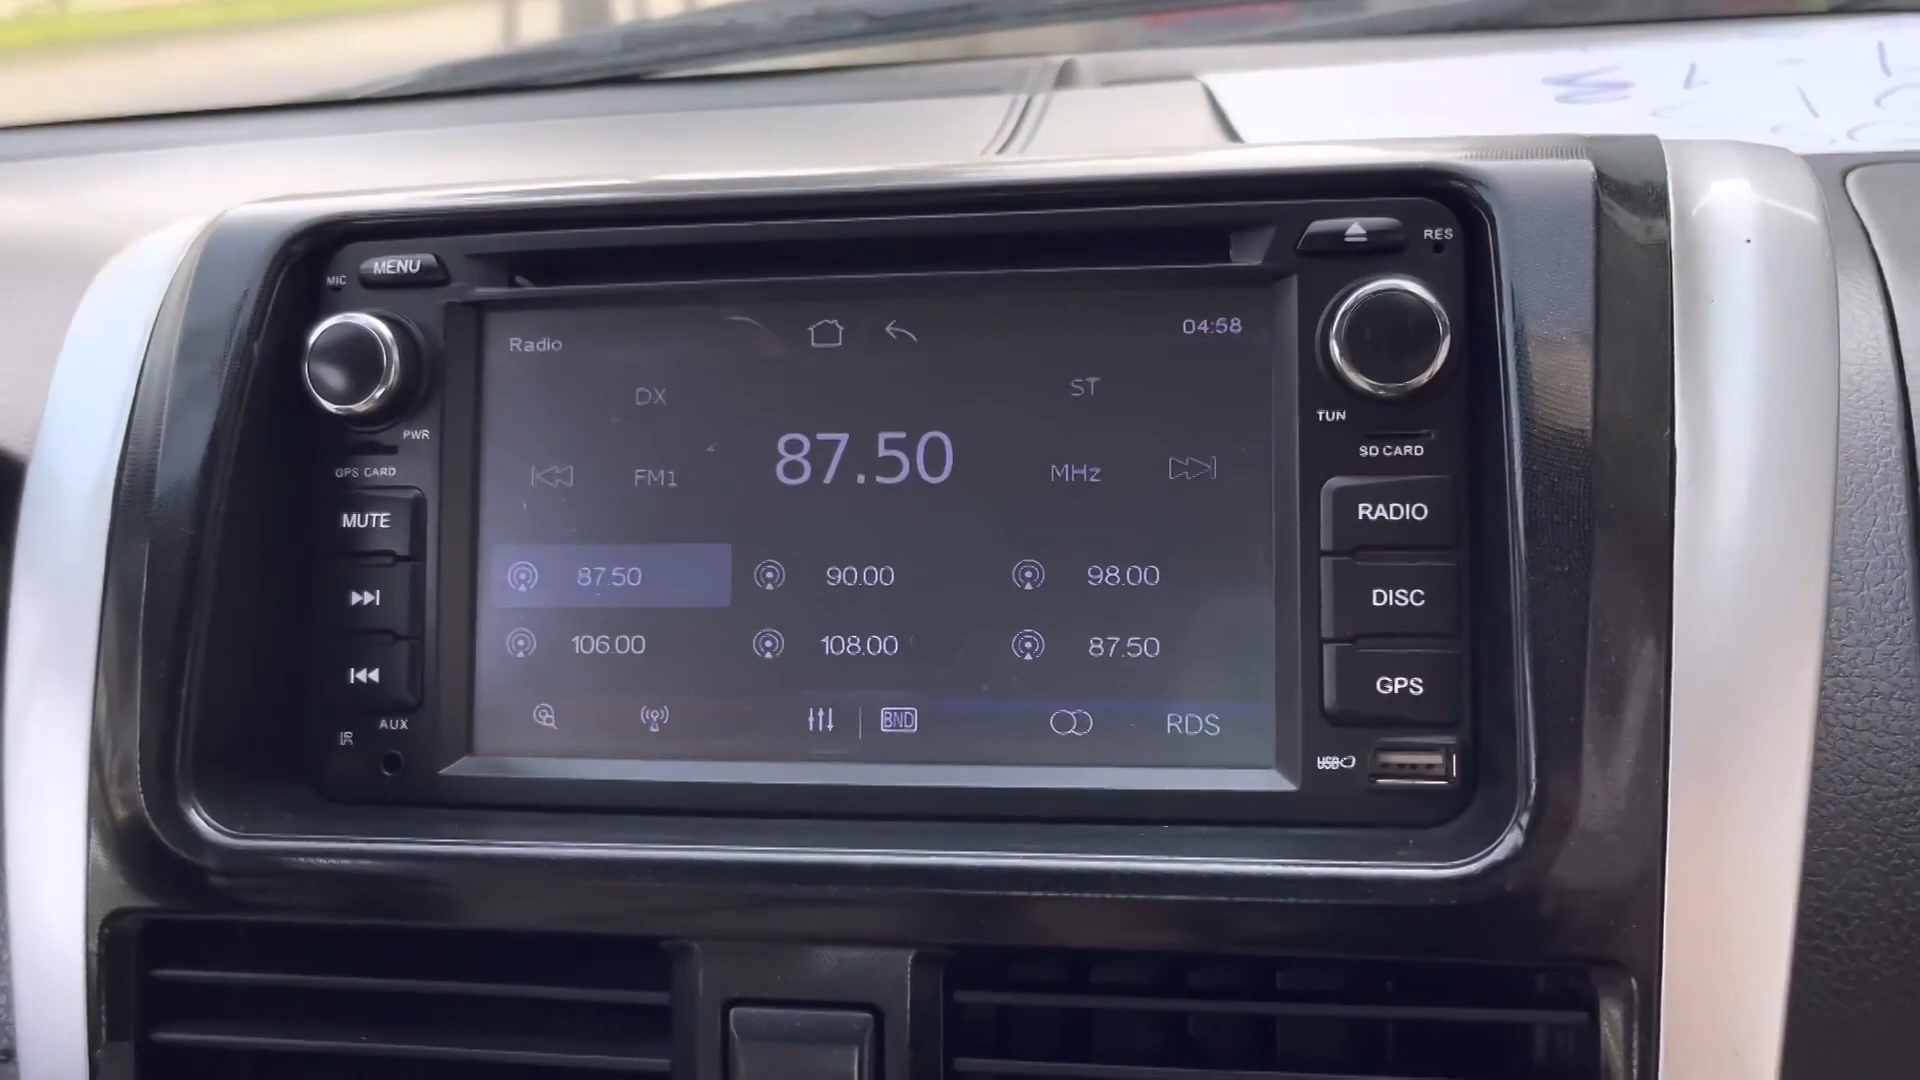 RES
MENU
MIC
Radio
04:58
DX
ST
TUN
87.50
PWR
FM1
MHz
SD CARD
GPS CARD
MUTE
RADIO
87.50
90.00
98.00
DISC
106.00
108.00
87.50
GPS
AUX
IR
BND
RDS
USB